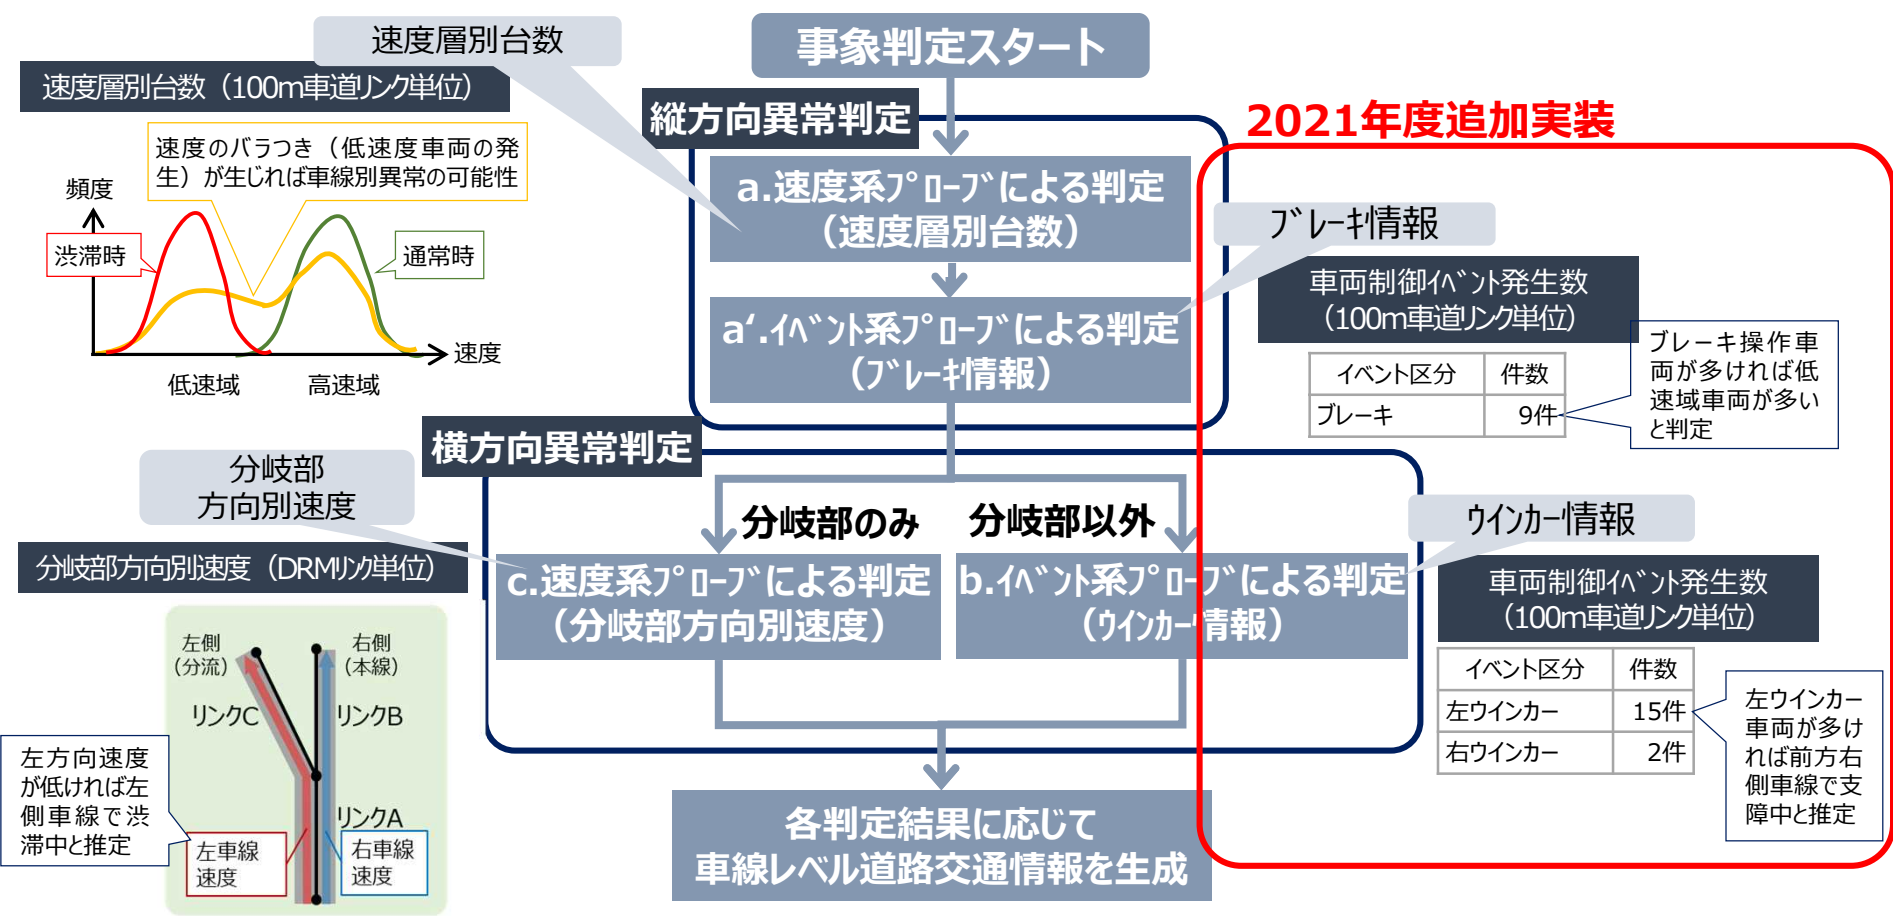 事象判定スタート
速度層別台数
速度層別台数（100m車道リンク単位）
速度のバラつき（低速度車両の発
生）が生じれば車線別異常の可能性
頻度
渋滞時
通常時
速度
低速域
高速域
縦方向異常判定
a.速度系ﾌﾟﾛｰﾌﾞによる判定
（速度層別台数）
a‘.ｲﾍﾞﾝﾄ系ﾌﾟﾛｰﾌﾞによる判定
（ﾌﾞﾚｰｷ情報）
2021年度追加実装
ﾌﾞﾚｰｷ情報
車両制御ｲﾍﾞﾝﾄ発生数
（100m車道リンク単位）
イベント区分 件数
ブレーキ 9件
ブレーキ操作車
両が多ければ低
速域車両が多い
と判定
横方向異常判定
分岐部
方向別速度
分岐部方向別速度（DRMﾘﾝｸ単位）
分岐部のみ
分岐部以外
c.速度系ﾌﾟﾛｰﾌﾞによる判定
（分岐部方向別速度）
b.ｲﾍﾞﾝﾄ系ﾌﾟﾛｰﾌﾞによる判定
（ｳｲﾝｶｰ情報）
ｳｲﾝｶｰ情報
車両制御ｲﾍﾞﾝﾄ発生数
（100m車道リンク単位）
イベント区分 件数
左ウインカー 15件
右ウインカー 2件
左ウインカー
車両が多け
れば前方右
側車線で支
障中と推定
左側
（分流）
右側
（本線）
リンクC
リンクB
リンクA
左方向速度
が低ければ左
側車線で渋
滞中と推定
左車線
速度
右車線
速度
各判定結果に応じて
車線レベル道路交通情報を生成